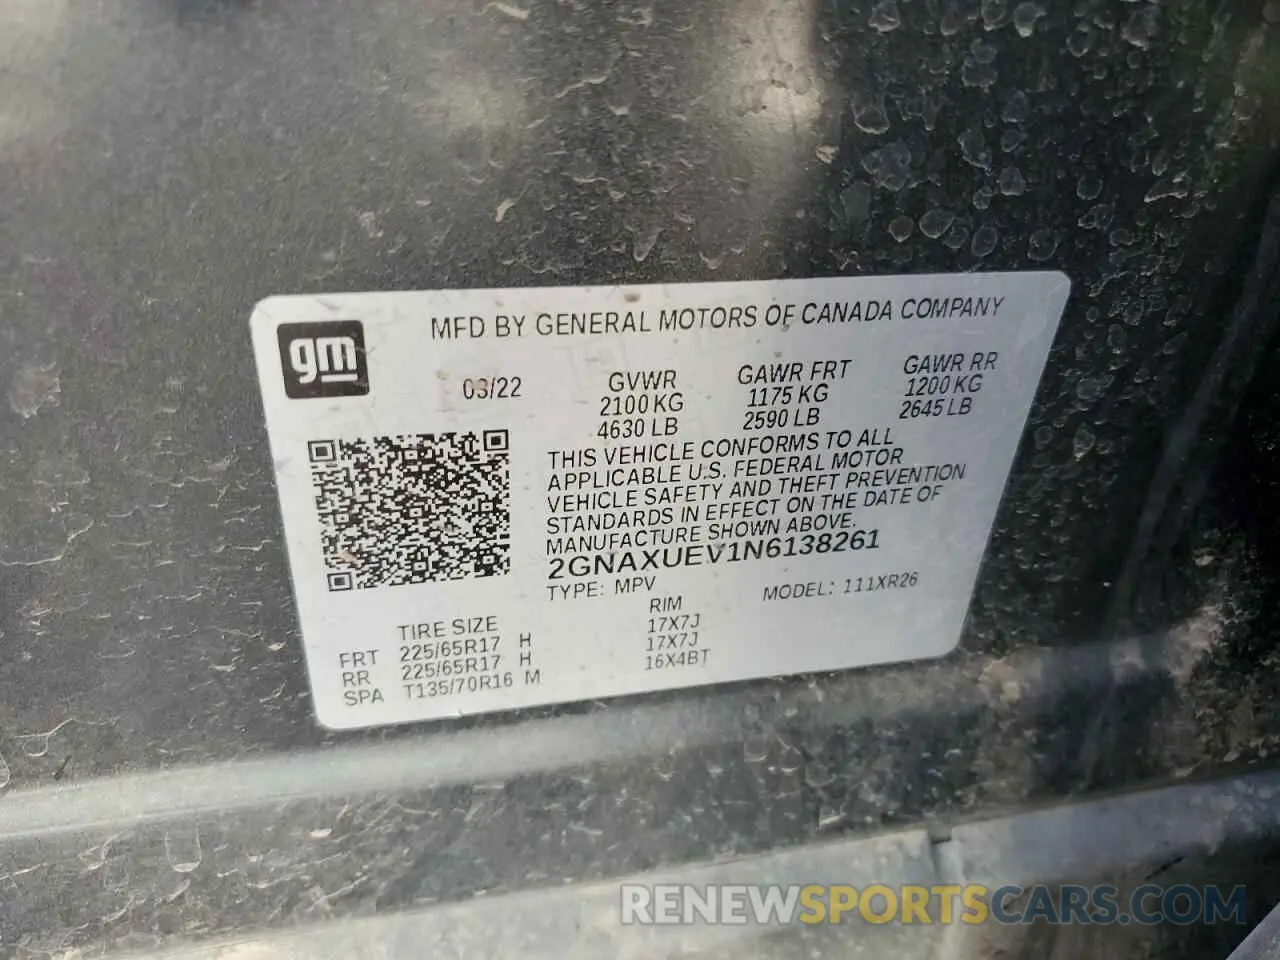 gm
MFD BY GENERAL MOTORS OF CANADA COMPANY
03/22
GVWR
2100 KG
4630 LB
GAWR FRT
1175 KG
2590 LB
GAWR RR
1200 KG
2645 LB
THIS VEHICLE CONFORMS TO ALL
APPLICABLE U.S. FEDERAL MOTOR
VEHICLE SAFETY AND THEFT PREVENTION
STANDARDS IN EFFECT ON THE DATE OF
MANUFACTURE SHOWN ABOVE.
2GNAXUEV1N6138261
TYPE: MPV MODEL: 111XR26
TIRE SIZE RIM
FRT 225/65R17 H 17X7J
RR 225/65R17 H 17X7J
SPA T135/70R16 M 16X4BT
RENEWSPORTSCARS.COM